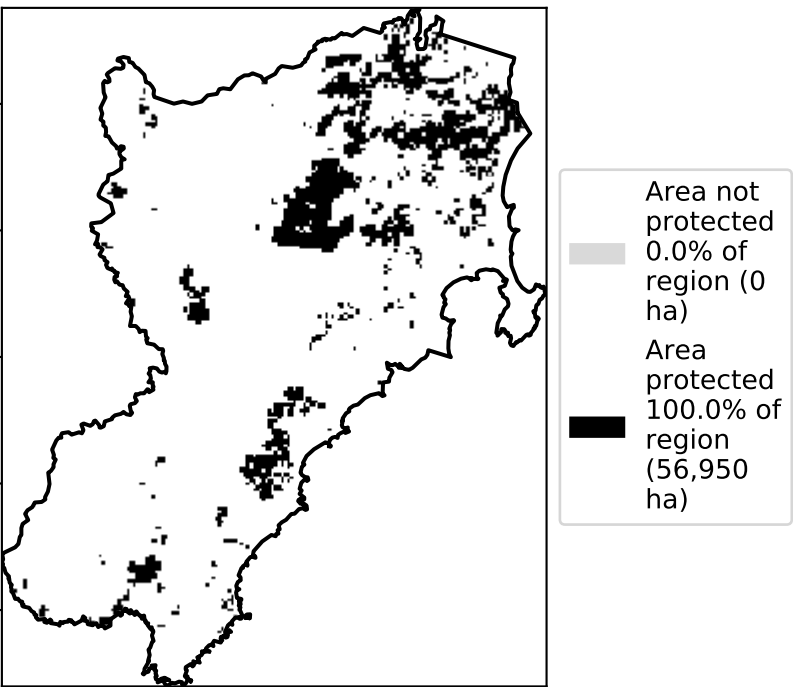 Area not
protected
0.0% of
region (0
ha)
Area
protected
100.0% of
region
(56,950
ha)